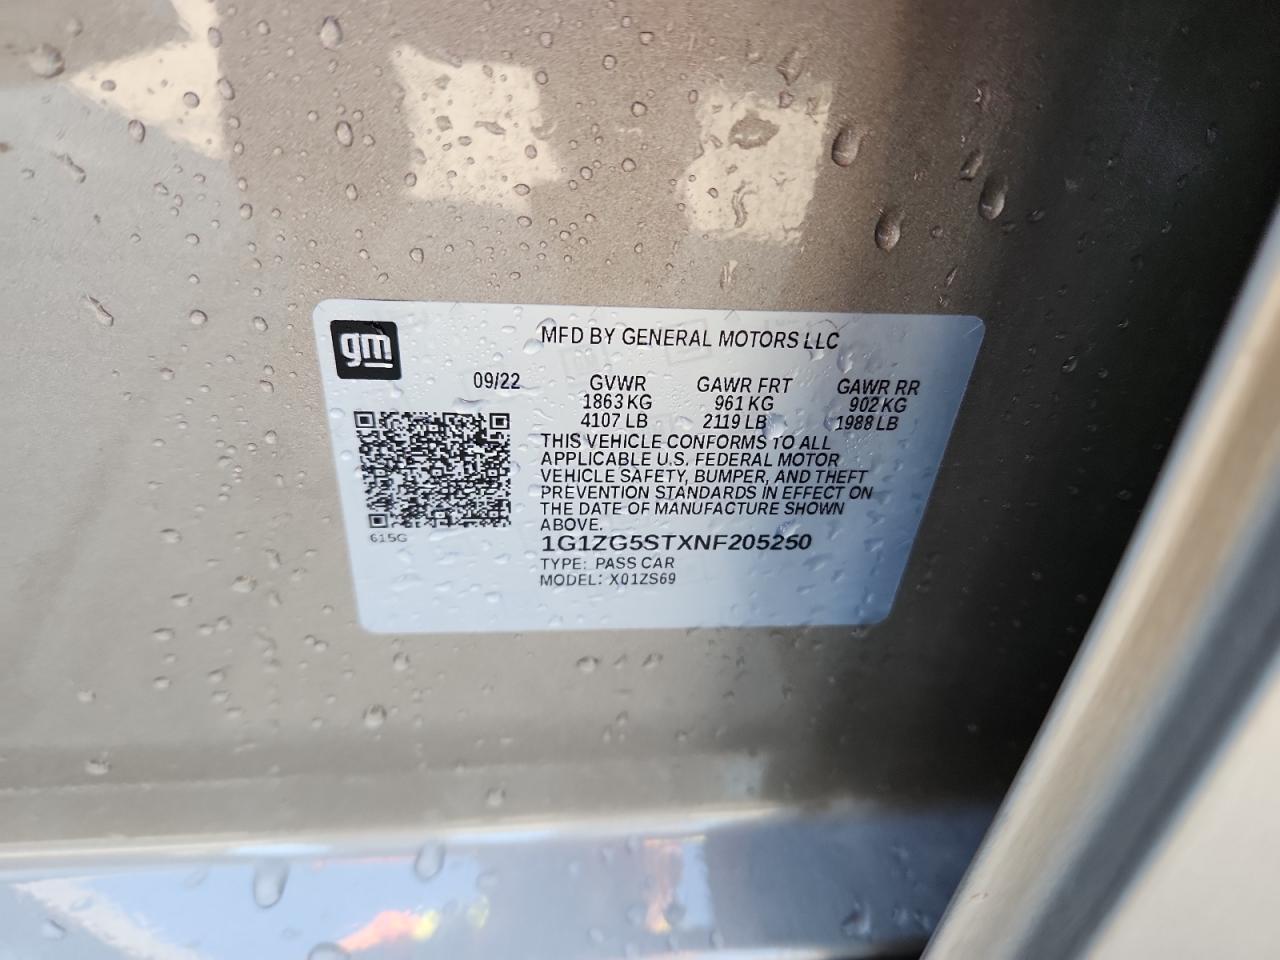 gm
MFD BY GENERAL MOTORS LLC
09/22 GVWR GAWR FRT GAWR RR
1863 KG 961 KG 902 KG
4107 LB 2119 LB 1988 LB
THIS VEHICLE CONFORMS TO ALL
APPLICABLE U.S. FEDERAL MOTOR
VEHICLE SAFETY, BUMPER, AND THEFT
PREVENTION STANDARDS IN EFFECT ON
THE DATE OF MANUFACTURE SHOWN
ABOVE.
615G
1G1ZG5STXNF205250
TYPE: PASS CAR
MODEL: X01ZS69